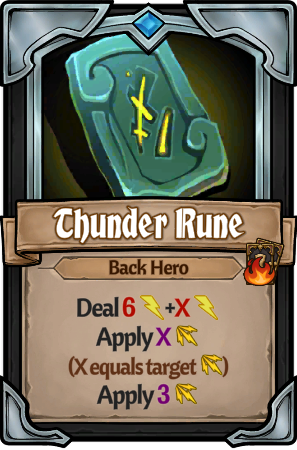 Thunder Rune
Back Hero
Deal 6 +X
Apply X
(X equals target )
Apply 3